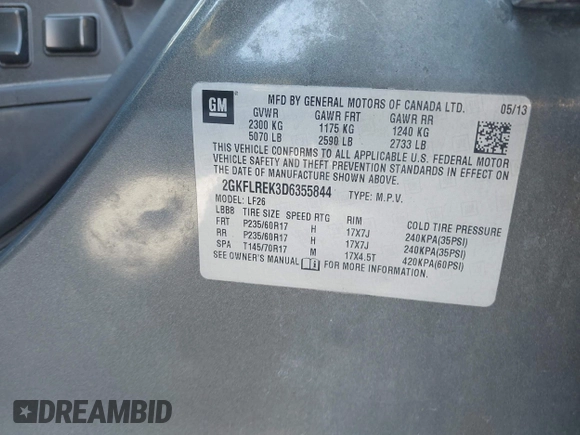 GM
MFD BY GENERAL MOTORS OF CANADA LTD. 05/13
GVWR GAWR FRT GAWR RR
2300 KG 1175 KG 1240 KG
5070 LB 2590 LB 2733 LB
THIS VEHICLE CONFORMS TO ALL APPLICABLE U.S. FEDERAL MOTOR
VEHICLE SAFETY AND THEFT PREVENTION STANDARDS IN EFFECT ON
THE DATE OF MANUFACTURE SHOWN ABOVE.
2GKFLREK3D6355844 TYPE: M.P.V.
MODEL: LF26
LBB8 TIRE SIZE SPEED RTG RIM COLD TIRE PRESSURE
FRT P235/60R17 H 17X7J 240KPA(35PSI)
RR P235/60R17 H 17X7J 240KPA(35PSI)
SPA T145/70R17 M 17X4.5T 420KPA(60PSI)
SEE OWNER'S MANUAL FOR MORE INFORMATION.
DREAMBID